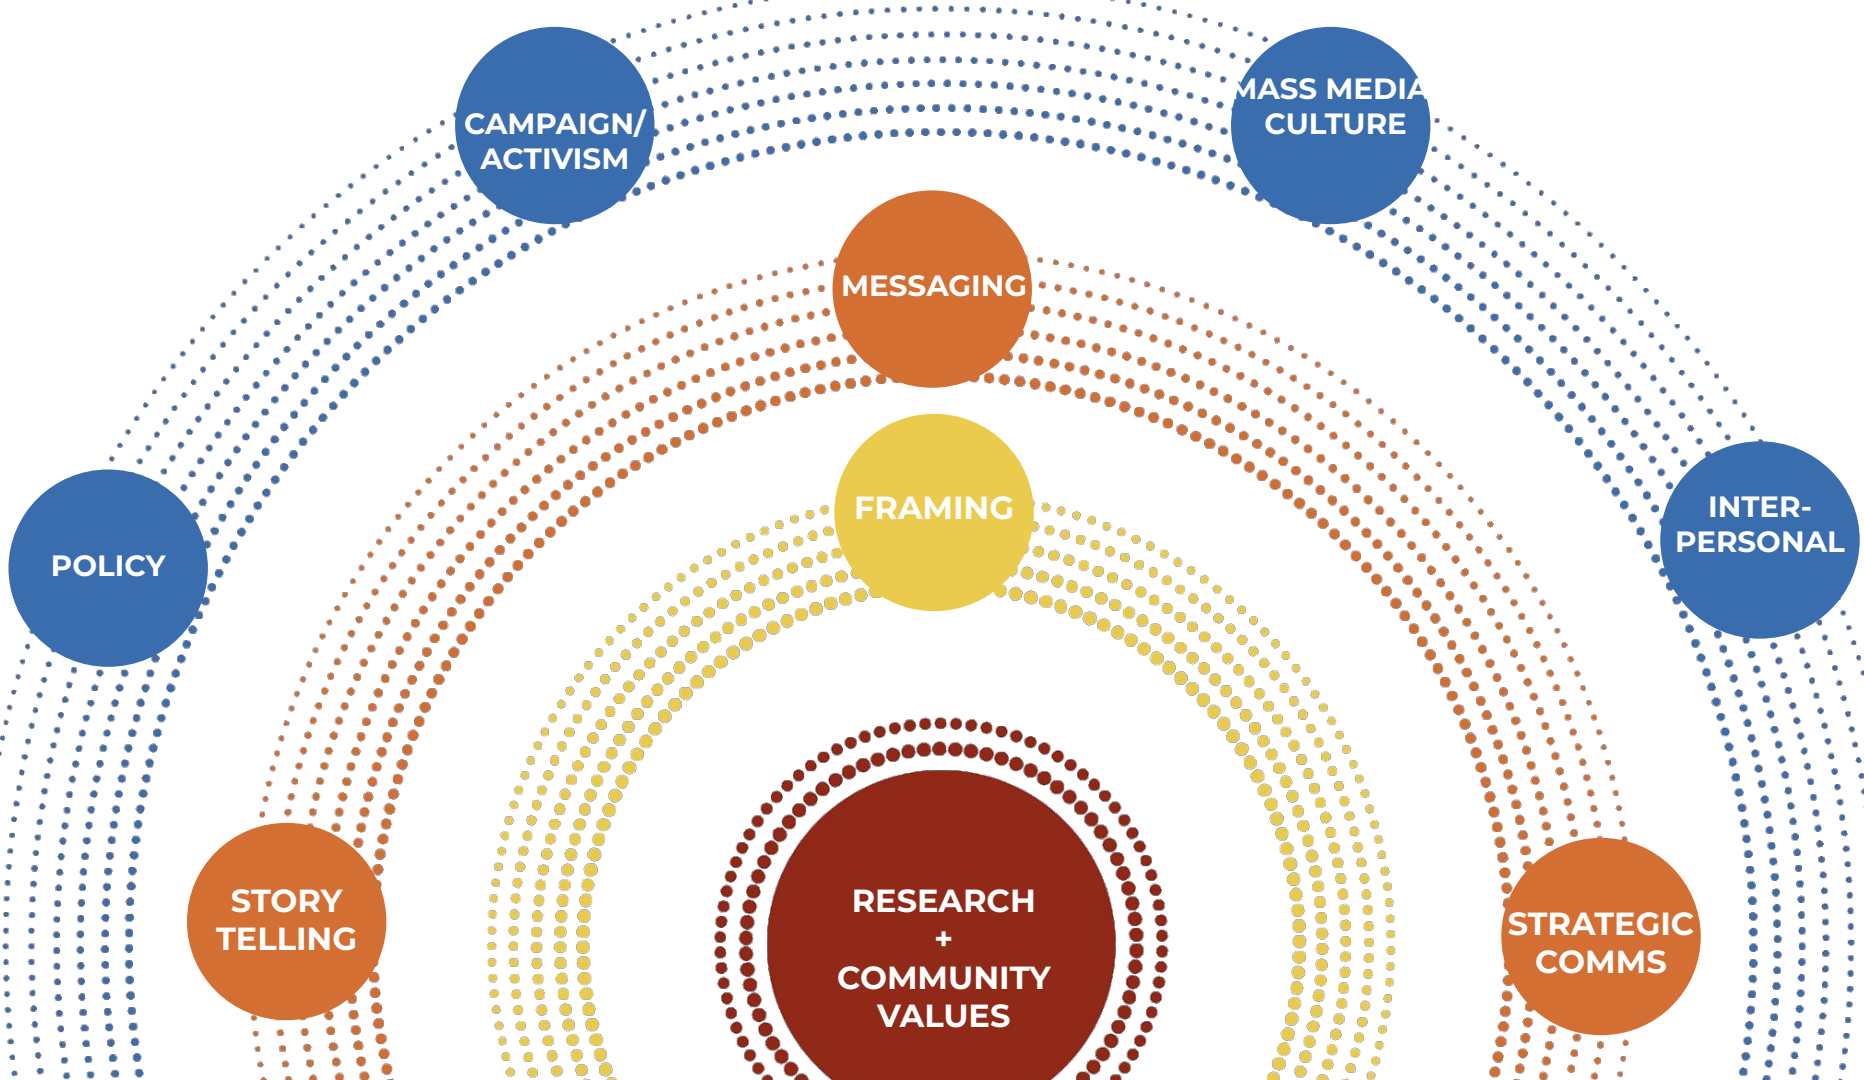 CAMPAIGN/
ACTIVISM
MASS MEDIA
CULTURE
MESSAGING
FRAMING
POLICY
INTER-
PERSONAL
STORY
TELLING
RESEARCH
+
COMMUNITY
VALUES
STRATEGIC
COMMS